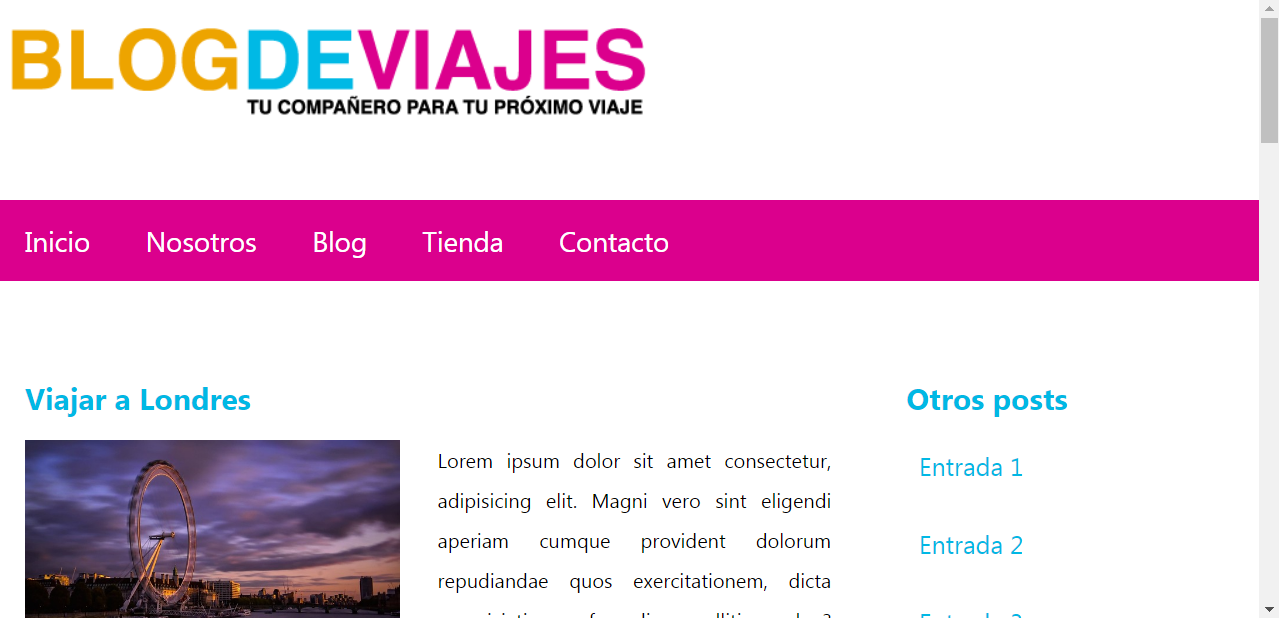 BLOGDEVIAJES
TU COMPAÑERO PARA TU PRÓXIMO VIAJE
Inicio Nosotros Blog Tienda Contacto
Viajar a Londres
Lorem ipsum dolor sit amet consectetur,
adipisicing elit. Magni vero sint eligendi
aperiam cumque provident dolorum
repudiandae quos exercitationem, dicta
Otros posts
Entrada 1
Entrada 2